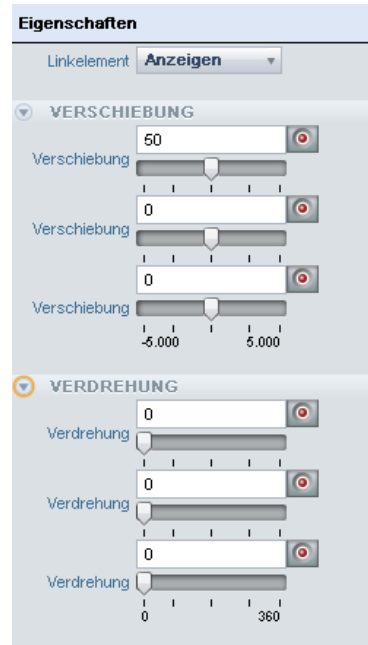 Eigenschaften
Linkelement Anzeigen
VERSCHIEBUNG
50
Verschiebung
0
Verschiebung
0
Verschiebung
-5.000 5.000
VERDREHUNG
0
Verdrehung
0
Verdrehung
0
Verdrehung
0 360